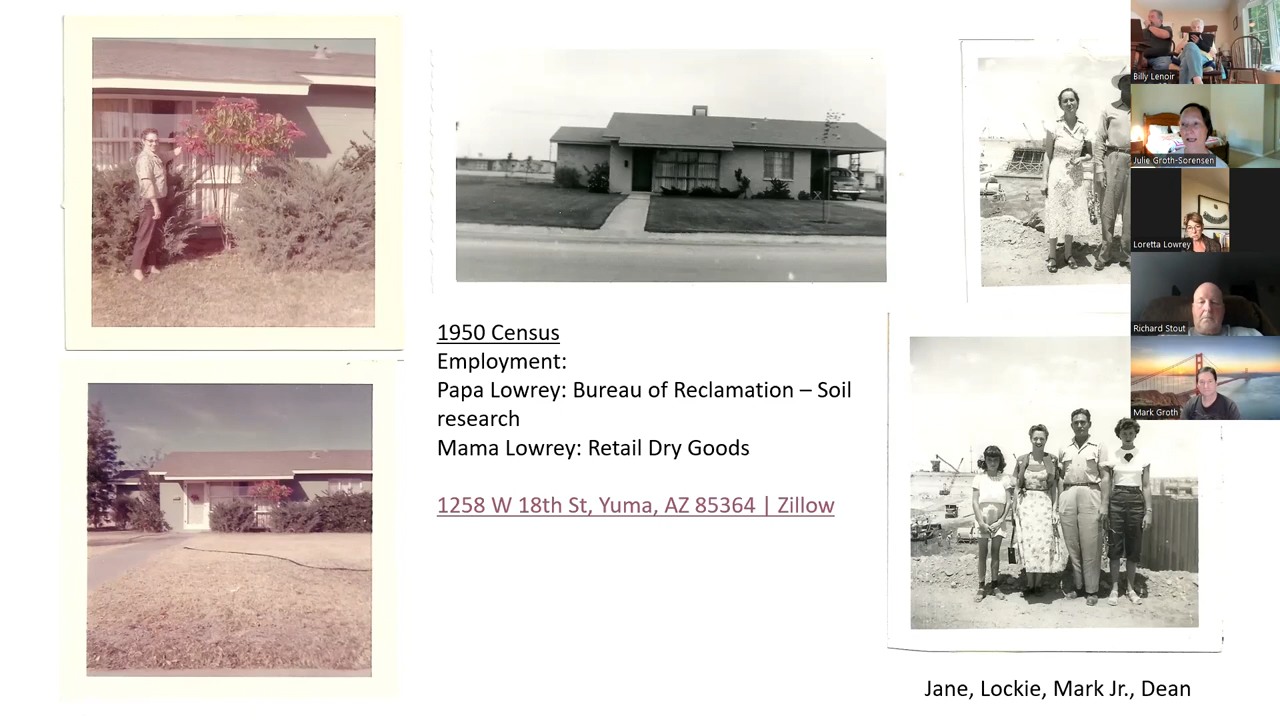 1950 Census
Employment:
Papa Lowrey: Bureau of Reclamation – Soil
research
Mama Lowrey: Retail Dry Goods
1258 W 18th St, Yuma, AZ 85364 | Zillow
Jane, Lockie, Mark Jr., Dean
Billy Lenoir
Julie Groth-Sorensen
Loretta Lowrey
Richard Stout
Mark Groth